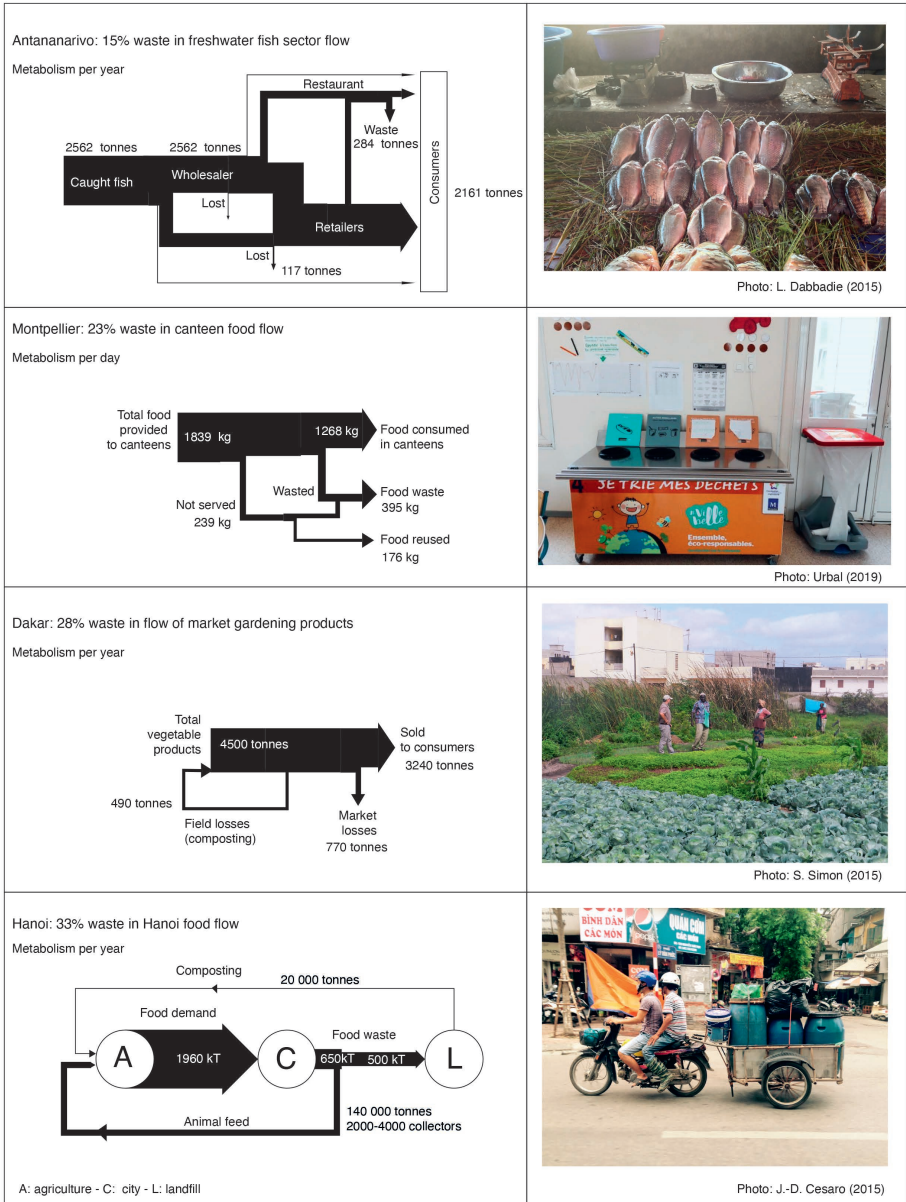 Antananarivo: 15% waste in freshwater fish sector flow
Metabolism per year
Restaurant
Waste
284 tonnes
2562 tonnes
2562 tonnes
Caught fish
Wholesaler
Lost
Retailers
Lost
117 tonnes
Consumers
2161 tonnes
Photo: L. Dabbadie (2015)
Montpellier: 23% waste in canteen food flow
Metabolism per day
Total food
provided
to canteens
1839 kg
1268 kg
Food consumed
in canteens
Wasted
Not served
239 kg
Food waste
395 kg
Food reused
176 kg
4 JE TRIE MES DECHETS
Ville
belle
Ensemble,
éco-responsables.
M
Photo: Urbal (2019)
Dakar: 28% waste in flow of market gardening products
Metabolism per year
Total
vegetable
products
4500 tonnes
Sold
to consumers
3240 tonnes
490 tonnes
Field losses
(composting)
Market
losses
770 tonnes
Photo: S. Simon (2015)
Hanoi: 33% waste in Hanoi food flow
Metabolism per year
Composting
20 000 tonnes
Food demand
Food waste
A
1960 kT
C
650kT
500 kT
L
140 000 tonnes
2000-4000 collectors
Animal feed
A: agriculture - C: city - L: landfill
CƠM
BÌNH DÂN
CÁC MÓN
QUÁN CƠM
CÁC MÓN
Photo: J.-D. Cesaro (2015)